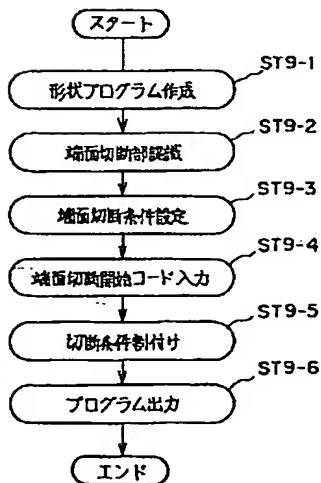 スタート
ST9-1
形状プログラム作成
ST9-2
端面切断部認識
ST9-3
端面切断条件設定
ST9-4
端面切断開始コード入力
ST9-5
切断条件割付け
ST9-6
プログラム出力
エンド